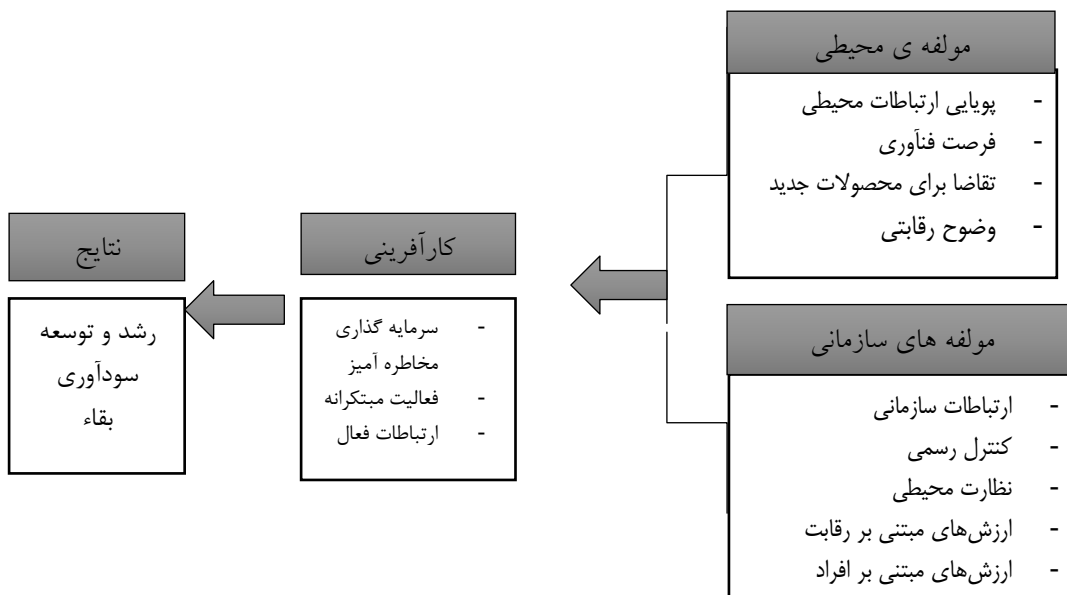 مولفه ی محیطی
- پویایی ارتباطات محیطی
- فرصت فنآوری
- تقاضا برای محصولات جدید
- وضوح رقابتی
مولفه های سازمانی
- ارتباطات سازمانی
- کنترل رسمی
- نظارت محیطی
- ارزش‌های مبتنی بر رقابت
- ارزش‌های مبتنی بر افراد
کارآفرینی
- سرمایه گذاری
مخاطره آمیز
- فعالیت مبتکرانه
- ارتباطات فعال
نتایج
رشد و توسعه
سودآوری
بقاء